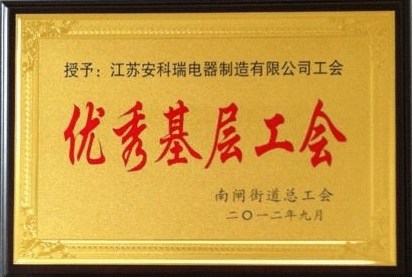 授予：江苏安科瑞电器制造有限公司工会
优秀基层工会
南闸街道总工会
二〇一二年九月